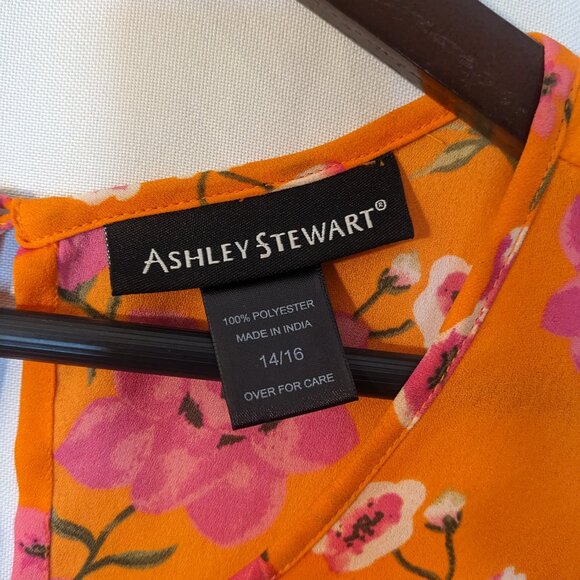 ASHLEY STEWART®
100% POLYESTER
MADE IN INDIA
14/16
OVER FOR CARE